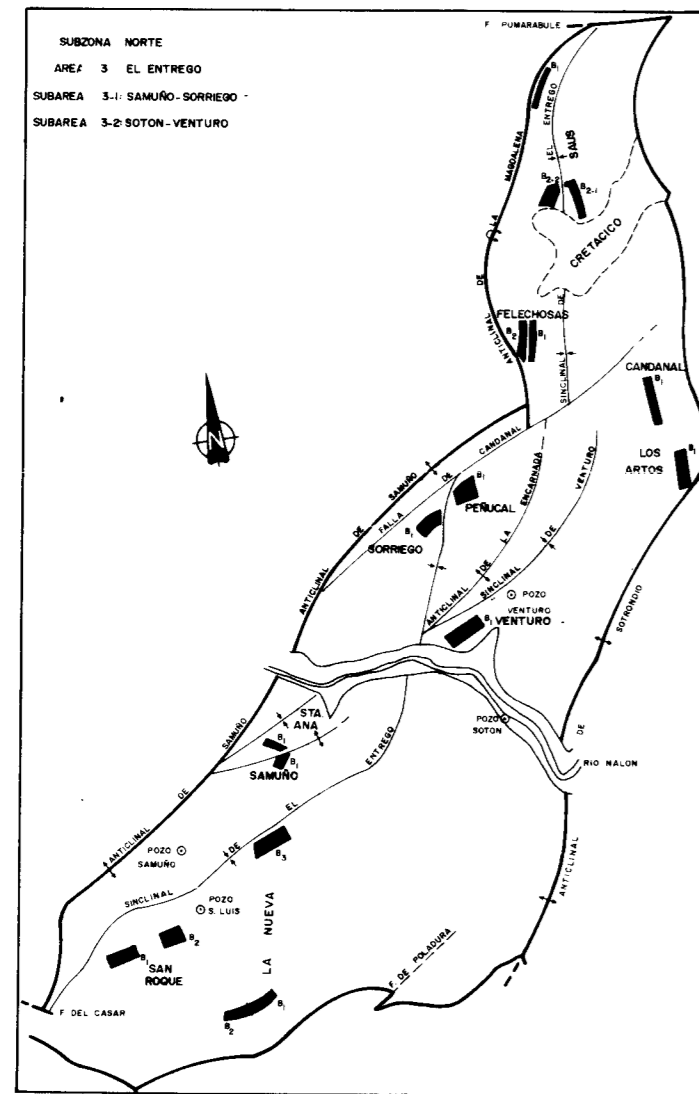 SUBZONA NORTE
AREA 3 EL ENTREGO
SUBAREA 3-1: SAMUÑO-SORRIEGO
SUBAREA 3-2: SOTON-VENTURO
F. PUMARABULE
B1
SINCLINAL DE EL ENTREGO
SAUS
B2-2
B2-1
ANTICLINAL DE LA MAGDALENA
CRETACICO
FELECHOSAS
B2
B1
CANDANAL
B1
LOS
ARTOS
B1
N
ANTICLINAL DE SAMUÑO
FALLA DE CANDANAL
B1
PEÑUCAL
B1
SORRIEGO
ANTICLINAL DE LA ENCARNADA
SINCLINAL DE VENTURO
POZO
VENTURO
B1
VENTURO
ANTICLINAL DE SOTRONDIO
POZO
SOTON
RIO NALON
STA.
ANA
B1
B1
SAMUÑO
ANTICLINAL DE SAMUÑO
SINCLINAL DE EL ENTREGO
POZO
SAMUÑO
B3
POZO
S. LUIS
LA NUEVA
B2
B1
SAN
ROQUE
F. DE POLADURA
F. DEL CASAR
B1
B2